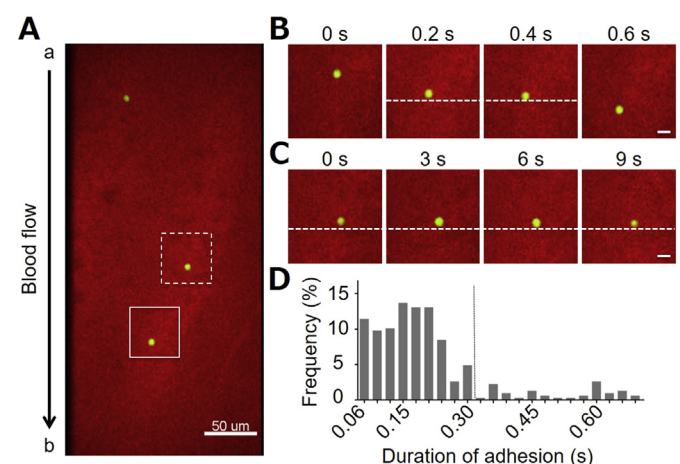 A
a
Blood flow
b
50 um
B
0 s
0.2 s
0.4 s
0.6 s
C
0 s
3 s
6 s
9 s
D
Frequency (%)
15
10
5
0
0.06
0.15
0.30
0.45
0.60
Duration of adhesion (s)